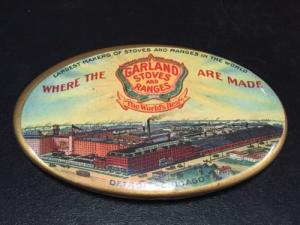 LARGEST MAKERS OF STOVES AND RANGES IN THE WORLD
WHERE THE
GARLAND
STOVES
AND
RANGES
"The World's Best"
ARE MADE
DETROIT CHICAGO